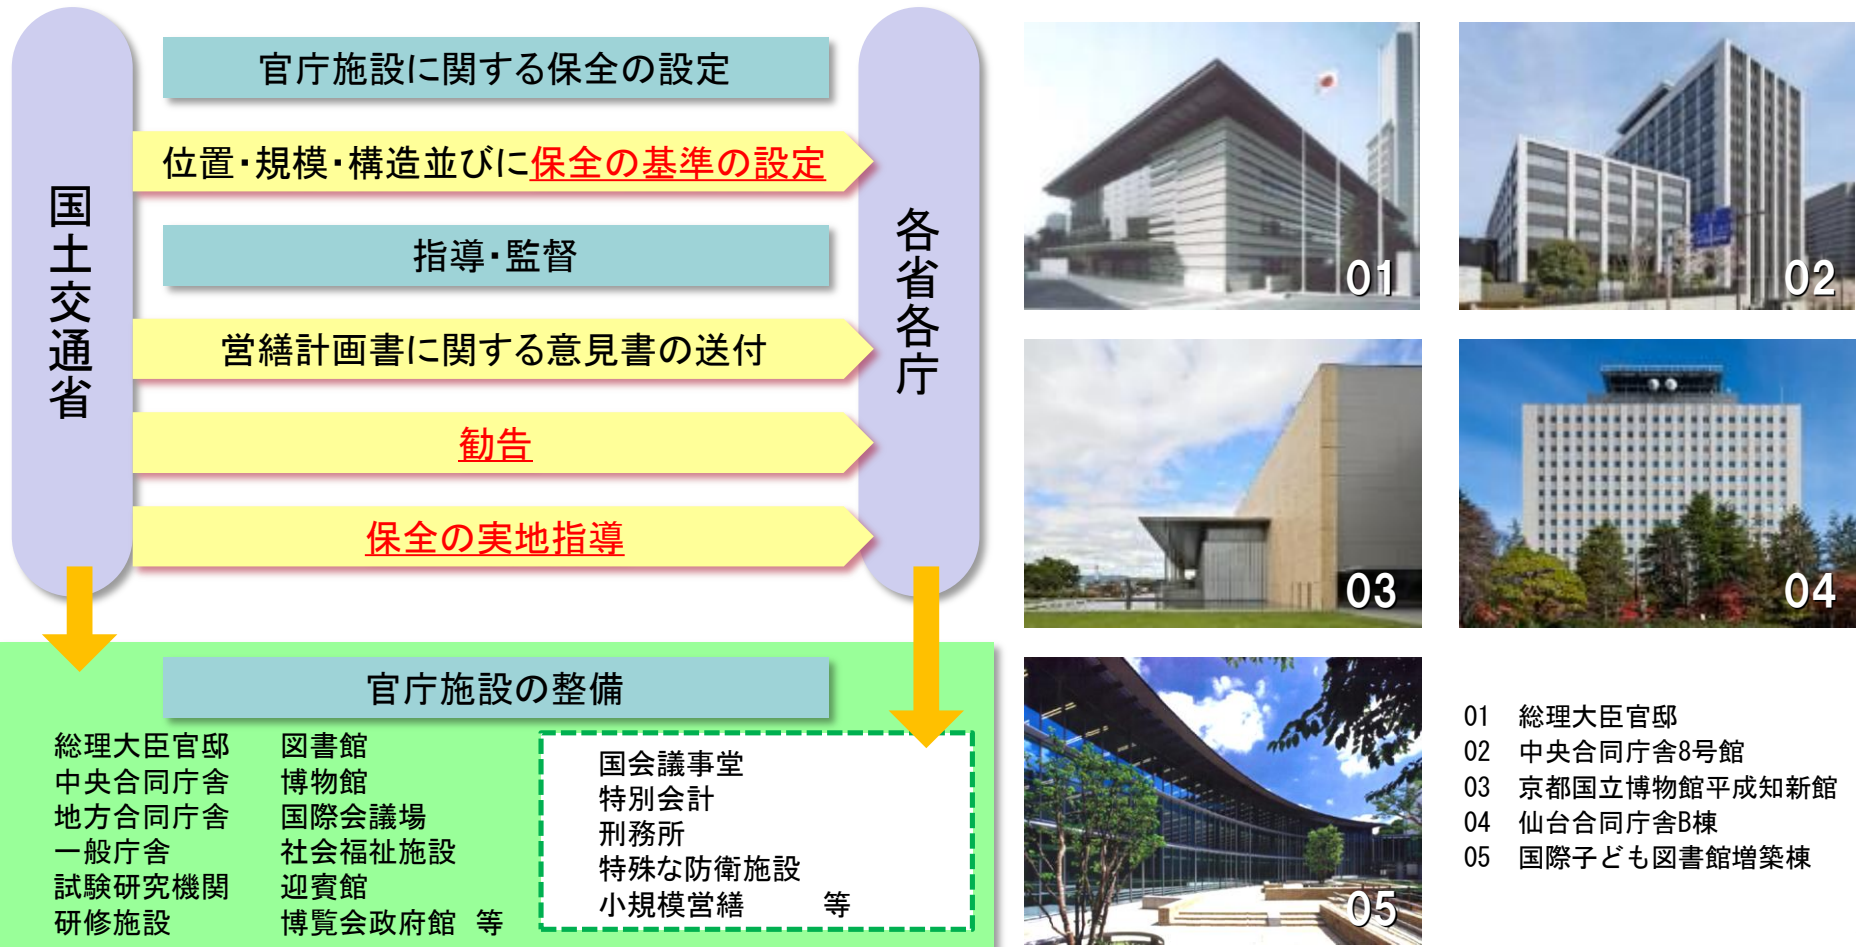 国土交通省
官庁施設に関する保全の設定
位置・規模・構造並びに保全の基準の設定
指導・監督
営繕計画書に関する意見書の送付
勧告
保全の実地指導
各省各庁
官庁施設の整備
総理大臣官邸
中央合同庁舎
地方合同庁舎
一般庁舎
試験研究機関
研修施設
図書館
博物館
国際会議場
社会福祉施設
迎賓館
博覧会政府館 等
国会議事堂
特別会計
刑務所
特殊な防衛施設
小規模営繕 等
01
02
03
04
05
01 総理大臣官邸
02 中央合同庁舎8号館
03 京都国立博物館平成知新館
04 仙台合同庁舎B棟
05 国際子ども図書館増築棟